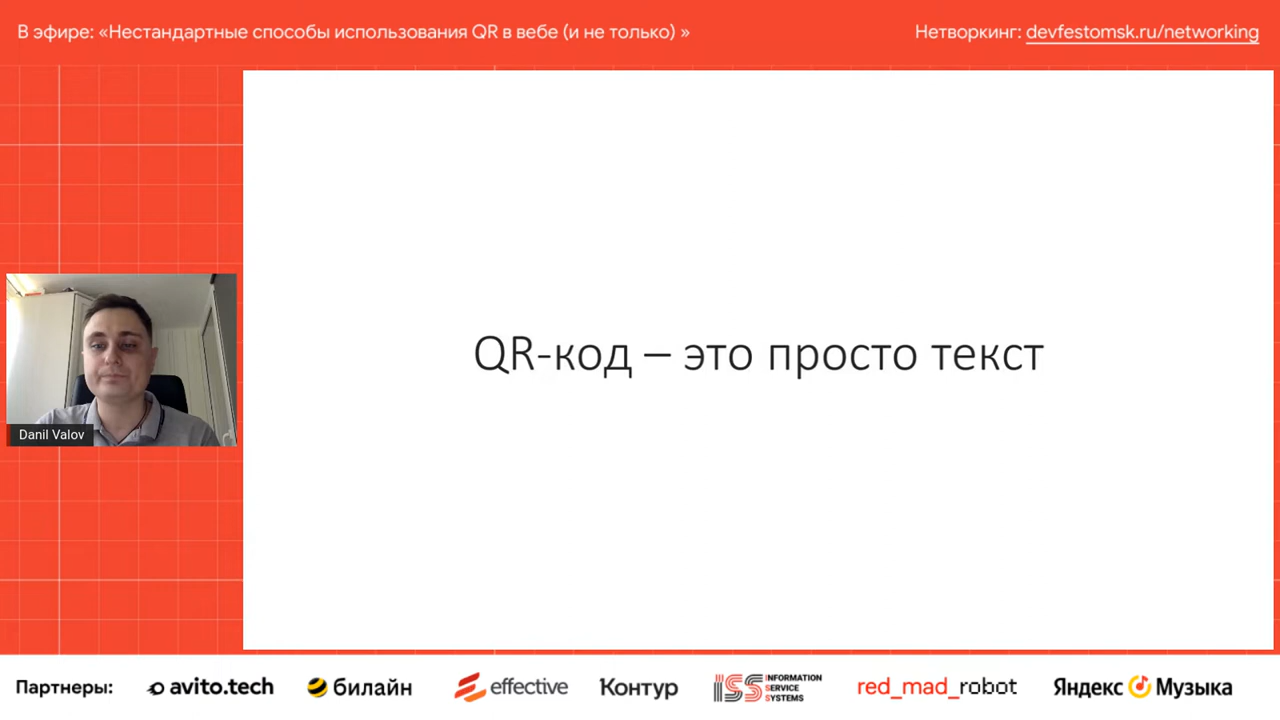 В эфире: «Нестандартные способы использования QR в вебе (и не только) »
Нетворкинг: devfestomsk.ru/networking
QR-код – это просто текст
Danil Valov
Партнеры:
avito.tech
билайн
effective
Контур
ISS INFORMATION
SERVICE
SYSTEMS
red_mad_robot
Яндекс Музыка